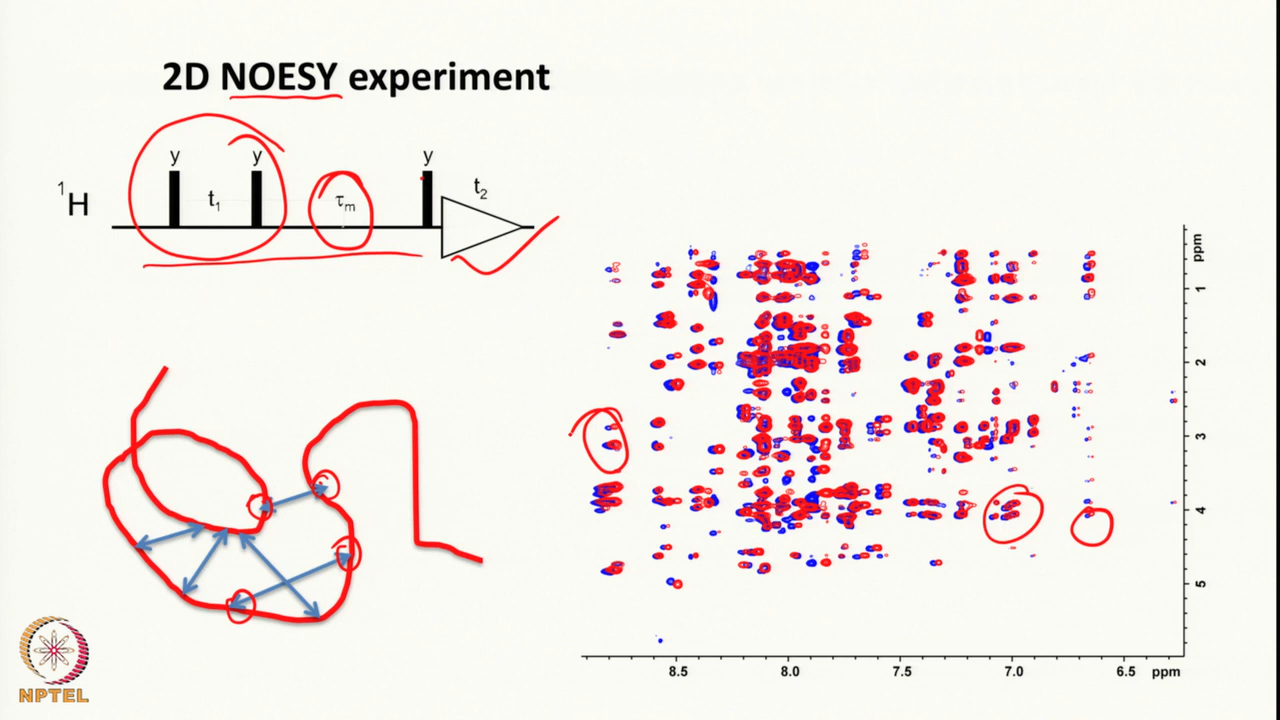 2D NOESY experiment
y y y
¹H t₁ τₘ t₂
ppm
1
2
3
4
5
8.5 8.0 7.5 7.0 6.5 ppm
NPTEL